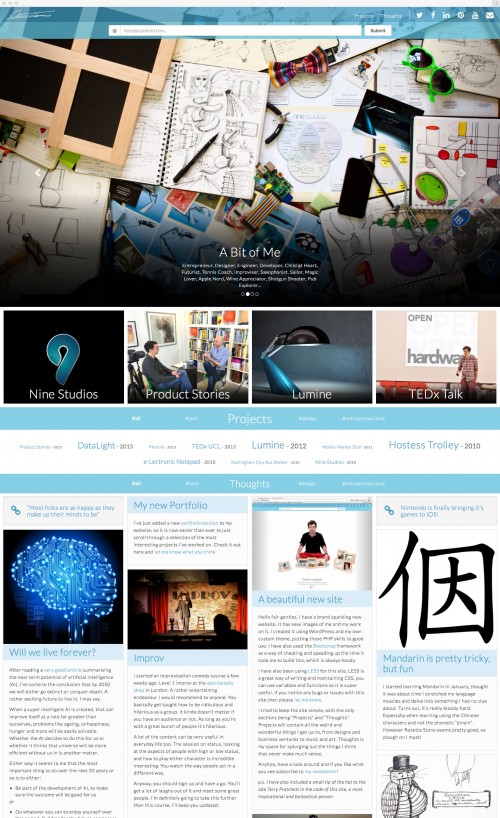 Projects Thoughts
Submit
A Bit of Me
Entrepreneur, Designer, Engineer, Developer, Child at Heart,
Futurist, Tennis Coach, Improviser, Saxophonist, Sailor, Magic
Lover, Apple Nerd, Wine Appreciator, Shotgun Shooter, Pub
Explorer...
Nine Studios
Product Stories
Lumine
OPEN
hardw
TEDx Talk
#all #tech Projects #design #entrepreneurship
Product Stories - 2015 DataLight - 2015 TEDx UCL - 2013 Lumine - 2012 Mobile Market Stall - 2012 Hostess Trolley - 2010
e-Lectronic Notepad - 2010 Nottingham City Bus Shelter - 2010 Nine Studios - 2010
#all #tech Thoughts #design #entrepreneurship
"Most folks are as happy as they
make up their minds to be"
Will we live forever?
After reading a very good article summarising
the near term potential of artificial intelligence
(AI), I've come to the conclusion that by 2050
we will either go extinct or conquer death. A
rather exciting future to live in, I must say.
When a super intelligent AI is created, that can
improve itself at a rate far greater than
ourselves, problems like ageing, unhappiness,
hunger and more will be easily solvable.
Whether the AI decides to do this for us or
whether it thinks that universe will be more
efficient without us in it is another matter.
Either way it seems to me that the most
important thing to do over the next 35 years or
so is to either:
Be part of the development of AI, to make
sure the outcome will be good for us
or
Do whatever you can to enjoy yourself over
My new Portfolio
I've just added a new portfolio section to my
website, so it is now easier than ever to just
scroll through a selection of the most
interesting projects I've worked on. Check it out
here and let me know what you think.
IMPROV
Improv
I started an improvisation comedy course a few
weeks ago. Level 1 Improv at the spontaneity
shop in London. A rather entertaining
endeavour I would recommend to anyone. You
basically get taught how to be ridiculous and
hilarious as a group. It kinda doesn't matter if
you have an audience or not. As long as you're
with a great bunch of people it's hilarious.
A lot of the content can be very useful in
everyday life too. The session on status, looking
at the aspects of people with high or low status,
and how to play either character is incredibly
interesting. You watch the way people act in a
different way.
Anyway, you should sign up and have a go. You'll
get a lot of laughs out of it and meet some great
people. I'm definitely going to take this further
than this course, I'll keep you updated.
A beautiful new site
Hello fair gentles, I have a brand sparkling new
website. It has sexy images of me and my work
on it. I created it using WordPress and my own
custom theme; putting those PHP skills to good
use. I have also used the Bootstrap framework
as a way of cheating and speeding up the time it
took me to build this, which is always handy.
I have also been using LESS for this site, LESS is
a great way of writing and maintaining CSS, you
can use variables and functions so it is super
useful. If you notice any bugs or issues with this
site then please let me know.
I tried to keep the site simple, with the only
sections being "Projects" and "Thoughts".
Projects will contain all the weird and
wonderful things I get up to, from designs and
business ventures to music and art. Thoughts is
my space for splurging out the things I think
that never make much sense.
Anyhos, have a look around and if you like what
you see subscribe to my newsletter!
p.s. I have also included a small tip of the hat to the
late Terry Pratchett in the code of this site, a most
inspirational and fantastic person.
Nintendo is finally bringing it's
games to iOS!
Mandarin is pretty tricky,
but fun
I started learning Mandarin in January, thought
it was about time I stretched my language
muscles and delve into something I had no clue
about. Turns out, it's really bloody hard.
Especially when learning using the Chinese
characters and not the phonetic "pinyin".
However Rosetta Stone seems pretty good, so
onwards I must!